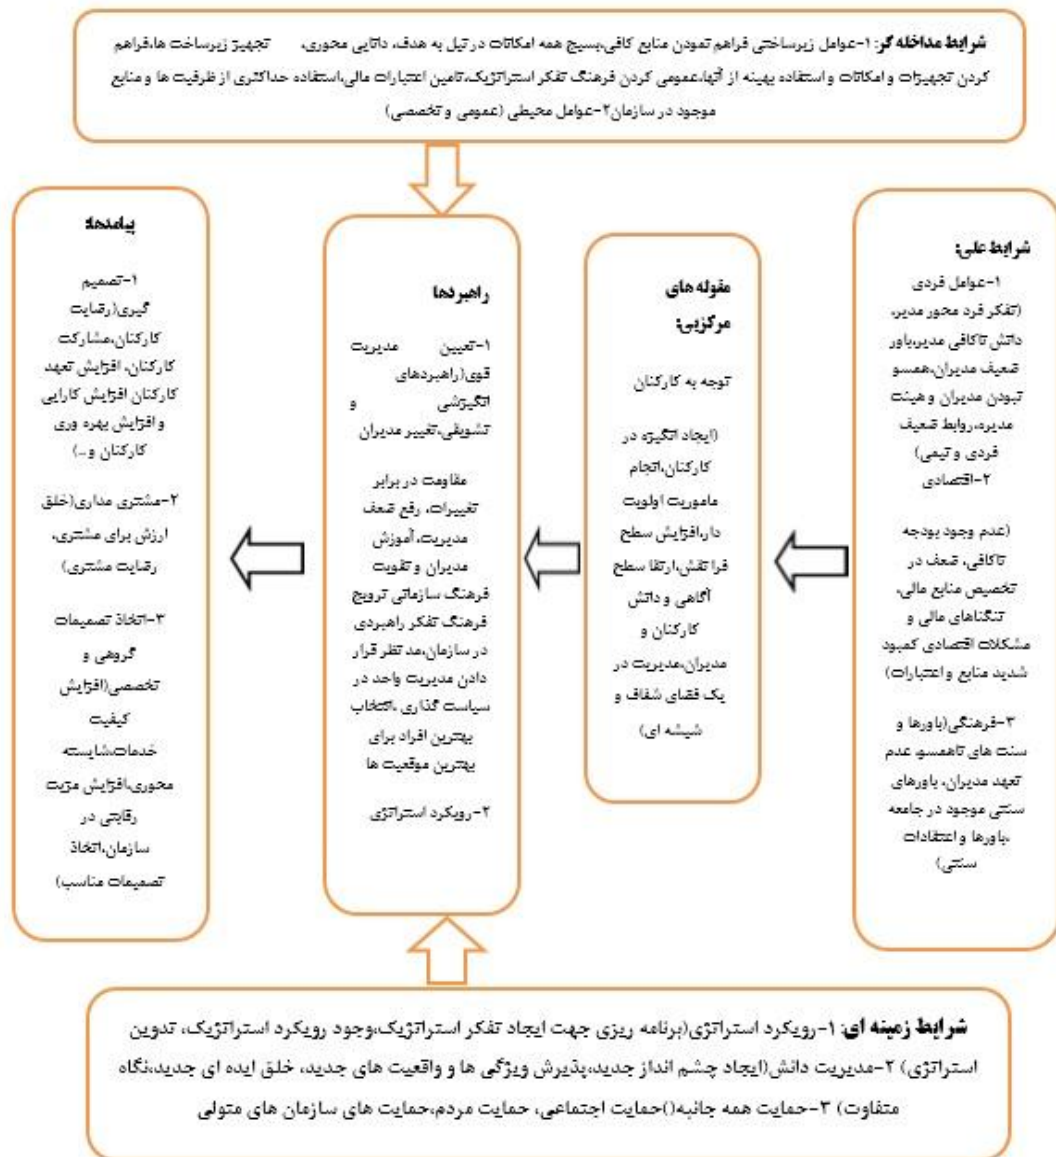 شرایط مداخله گر: ۱-عوامل زیرساختی فراهم نمودن منابع کافی،بسیج همه امکانات در نیل به هدف، دانایی محوری، تجهیز زیرساخت ها،فراهم
کردن تجهیزات و امکانات و استفاده بهینه از آنها،عمومی کردن فرهنگ تفکر استراتژیک،تامین اعتبارات مالی،استفاده حداکثری از ظرفیت ها و منابع
موجود در سازمان۲-عوامل محیطی (عمومی و تخصصی)
شرایط علی:
۱-عوامل فردی
(تفکر فرد محور مدیر،
دانش ناکافی مدیر،باور
ضعیف مدیران،همسو
نبودن مدیران و هیئت
مدیره،روابط ضعیف
فردی و تیمی)
۲-اقتصادی
(عدم وجود بودجه
ناکافی، ضعف در
تخصیص منابع مالی،
تنگناهای مالی و
مشکلات اقتصادی کمبود
شدید منابع و اعتبارات)
۳-فرهنگی(باورها و
سنت های ناهمسو، عدم
تعهد مدیران، باورهای
سنتی موجود در جامعه
،باورها و اعتقادات
سنتی)
مقوله های
مرکزیی:
توجه به کارکنان
(ایجاد انگیزه در
کارکنان،انجام
ماموریت اولویت
دار،افزایش سطح
فرا نقش،ارتقا سطح
آگاهی و دانش
کارکنان و
مدیران،مدیریت در
یک فضای شفاف و
شیشه ای)
راهبردها
۱-تعیین مدیریت
قوی(راهبردهای
انگیزشی و
تشویقی،تغییر مدیران
مقاومت در برابر
تغییرات، رفع ضعف
مدیریت،آموزش
مدیران و تقویت
فرهنگ سازمانی ترویج
فرهنگ تفکر راهبردی
در سازمان،مد نظر قرار
دادن مدیریت واحد در
سیاست گذاری ،انتخاب
بهترین افراد برای
بهترین موقعیت ها
۲-رویکرد استراتژی
پیامدها:
۱-تصمیم
گیری(رضایت
کارکنان،مشارکت
کارکنان، افزایش تعهد
کارکنان افزایش کارایی
و افزایش بهره وری
کارکنان و...)
۲-مشتری مداری(خلق
ارزش برای مشتری،
رضایت مشتری)
۳-اتخاذ تصمیمات
گروهی و
تخصصی(افزایش
کیفیت
خدمات،شایسته
محوری،افزایش مزیت
رقابتی در
سازمان،اتخاذ
تصمیمات مناسب)
شرایط زمینه ای: ۱-رویکرد استراتژی(برنامه ریزی جهت ایجاد تفکر استراتژیک،وجود رویکرد استراتژیک، تدوین
استراتژی) ۲-مدیریت دانش(ایجاد چشم انداز جدید،پذیرش ویژگی ها و واقعیت های جدید، خلق ایده ای جدید،نگاه
متفاوت) ۳-حمایت همه جانبه()حمایت اجتماعی، حمایت مردم،حمایت های سازمان های متولی